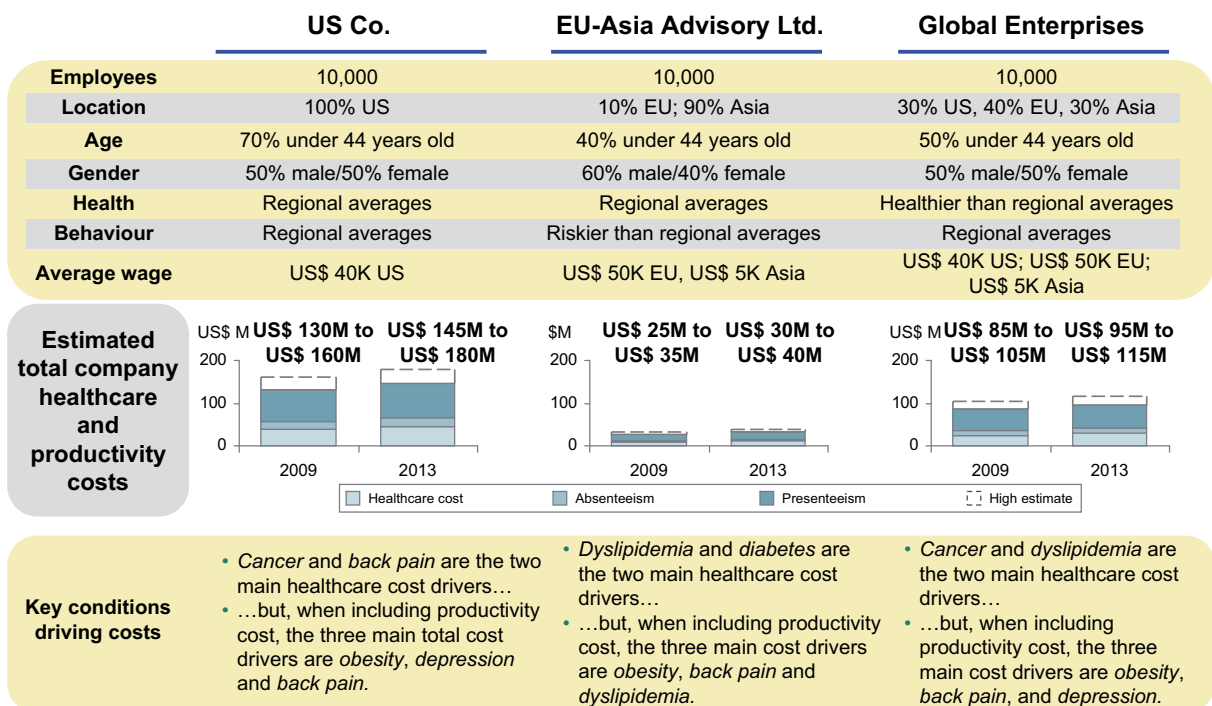 US Co.
EU-Asia Advisory Ltd.
Global Enterprises
Employees
10,000
10,000
10,000
Location
100% US
10% EU; 90% Asia
30% US, 40% EU, 30% Asia
Age
70% under 44 years old
40% under 44 years old
50% under 44 years old
Gender
50% male/50% female
60% male/40% female
50% male/50% female
Health
Regional averages
Regional averages
Healthier than regional averages
Behaviour
Regional averages
Riskier than regional averages
Regional averages
Average wage
US$ 40K US
US$ 50K EU, US$ 5K Asia
US$ 40K US; US$ 50K EU;
US$ 5K Asia
Estimated
total company
healthcare
and
productivity
costs
US$ M
US$ 130M to
US$ 160M
US$ 145M to
US$ 180M
200
100
0
2009
2013
$M
US$ 25M to
US$ 35M
US$ 30M to
US$ 40M
200
100
0
2009
2013
US$ M
US$ 85M to
US$ 105M
US$ 95M to
US$ 115M
200
100
0
2009
2013
Healthcare cost
Absenteeism
Presenteeism
High estimate
Key conditions
driving costs
• Cancer and back pain are the two
main healthcare cost drivers…
• …but, when including productivity
cost, the three main total cost
drivers are obesity, depression
and back pain.
• Dyslipidemia and diabetes are
the two main healthcare cost
drivers…
• …but, when including productivity
cost, the three main cost drivers
are obesity, back pain and
dyslipidemia.
• Cancer and dyslipidemia are
the two main healthcare cost
drivers…
• …but, when including
productivity cost, the three
main cost drivers are obesity,
back pain, and depression.